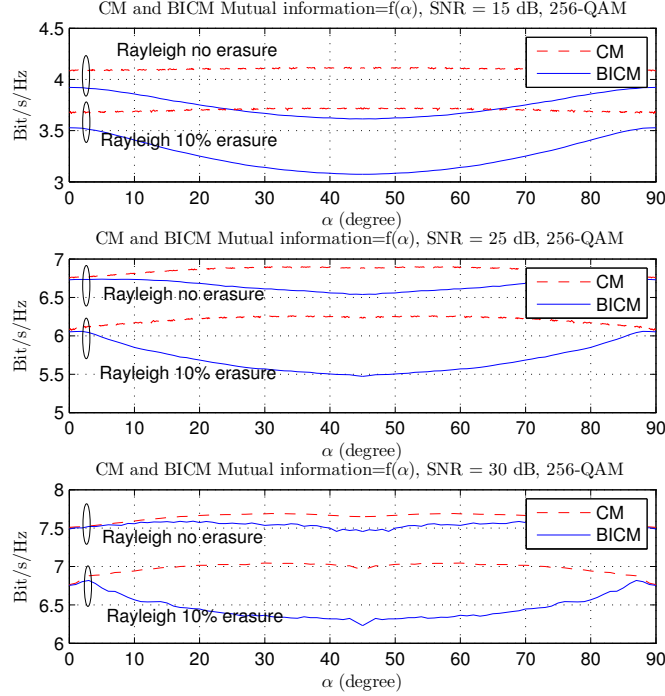 CM and BICM Mutual information=f(α), SNR = 15 dB, 256-QAM
4.5
4
3.5
3
Bit/s/Hz
Rayleigh no erasure
Rayleigh 10% erasure
CM
BICM
0 10 20 30 40 50 60 70 80 90
α (degree)
CM and BICM Mutual information=f(α), SNR = 25 dB, 256-QAM
7
6.5
6
5.5
5
Bit/s/Hz
Rayleigh no erasure
Rayleigh 10% erasure
CM
BICM
0 10 20 30 40 50 60 70 80 90
α (degree)
CM and BICM Mutual information=f(α), SNR = 30 dB, 256-QAM
8
7.5
7
6.5
6
Bit/s/Hz
Rayleigh no erasure
Rayleigh 10% erasure
CM
BICM
0 10 20 30 40 50 60 70 80 90
α (degree)